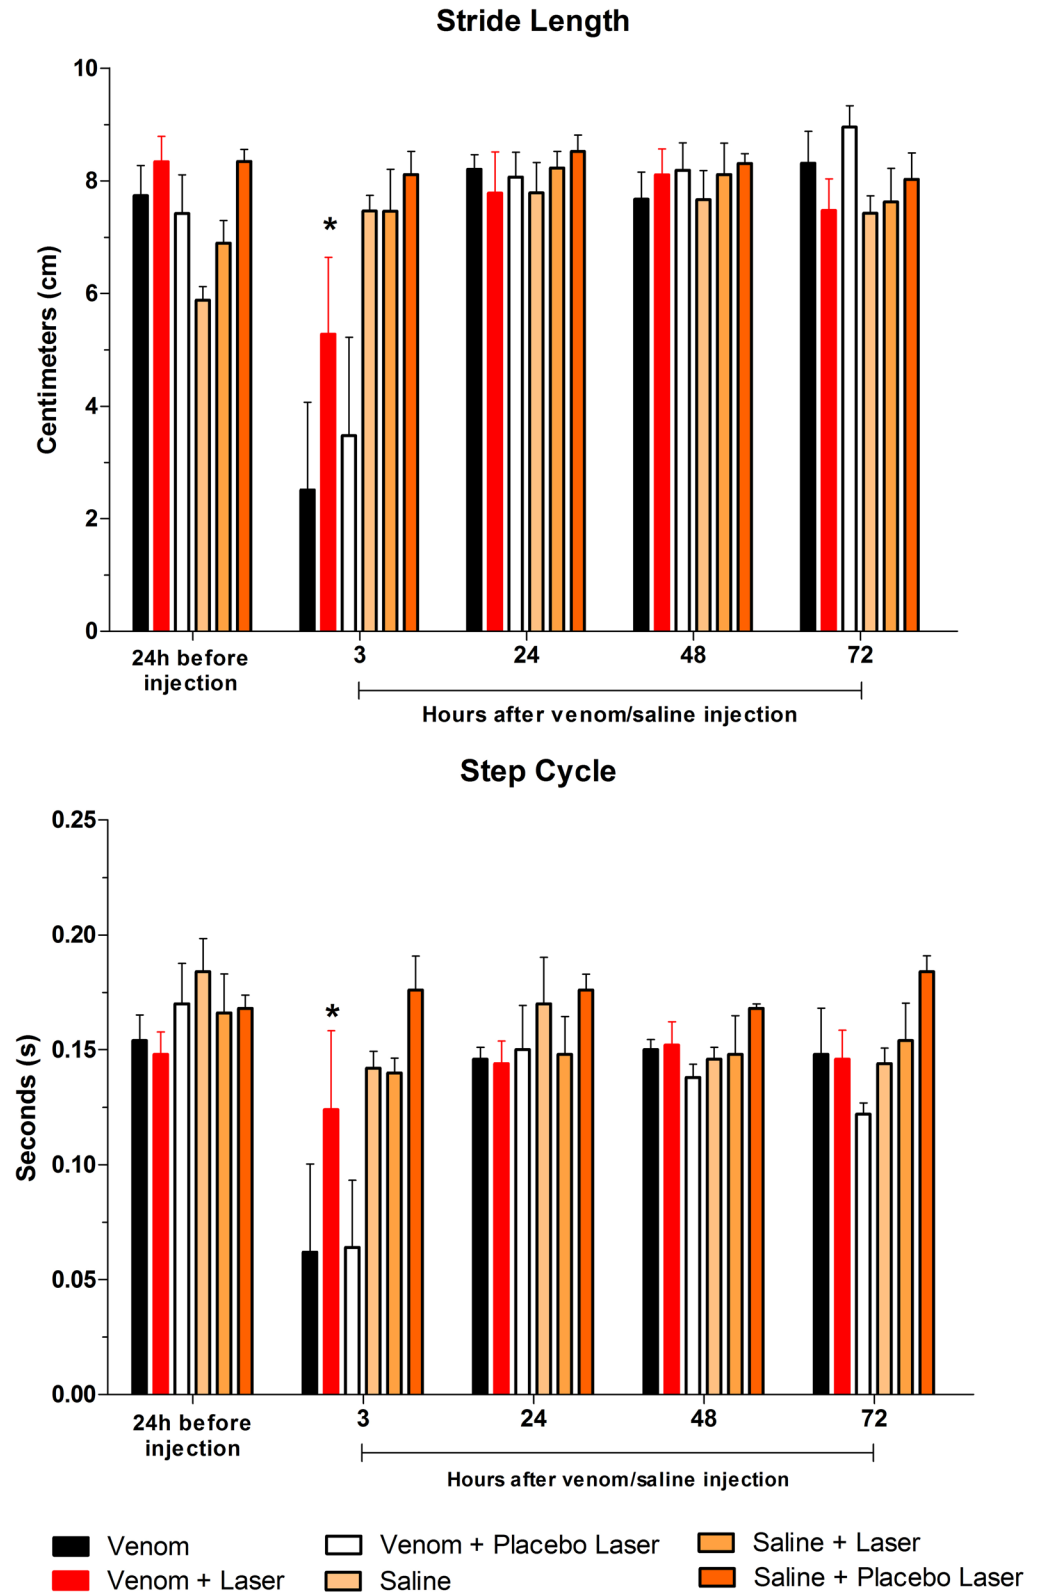 Stride Length
Centimeters (cm)
10
8
6
4
2
0
*
24h before
injection
3
24
48
72
Hours after venom/saline injection
Step Cycle
Seconds (s)
0.25
0.20
0.15
0.10
0.05
0.00
*
24h before
injection
3
24
48
72
Hours after venom/saline injection
Venom
Venom + Placebo Laser
Saline + Laser
Venom + Laser
Saline
Saline + Placebo Laser